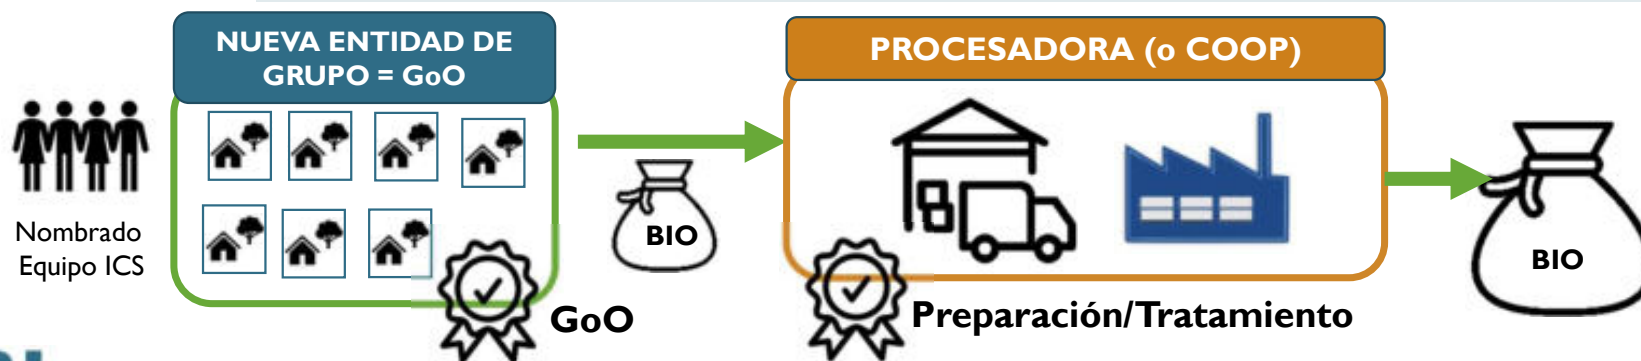 NUEVA ENTIDAD DE
GRUPO = GoO
PROCESADORA (o COOP)
Nombrado
Equipo ICS
BIO
BIO
GoO
Preparación/Tratamiento